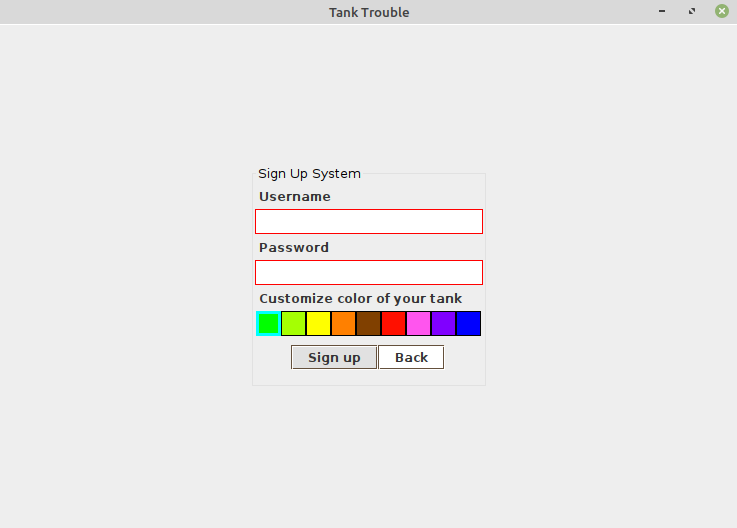 Tank Trouble
Sign Up System
Username
Password
Customize color of your tank
Sign up Back